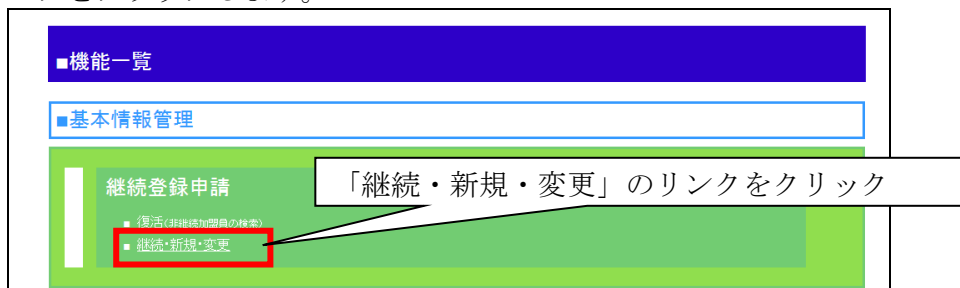 ■機能一覧
■基本情報管理
継続登録申請
「継続・新規・変更」のリンクをクリック
■ 復活(非継続加盟員の検索)
■ 継続・新規・変更